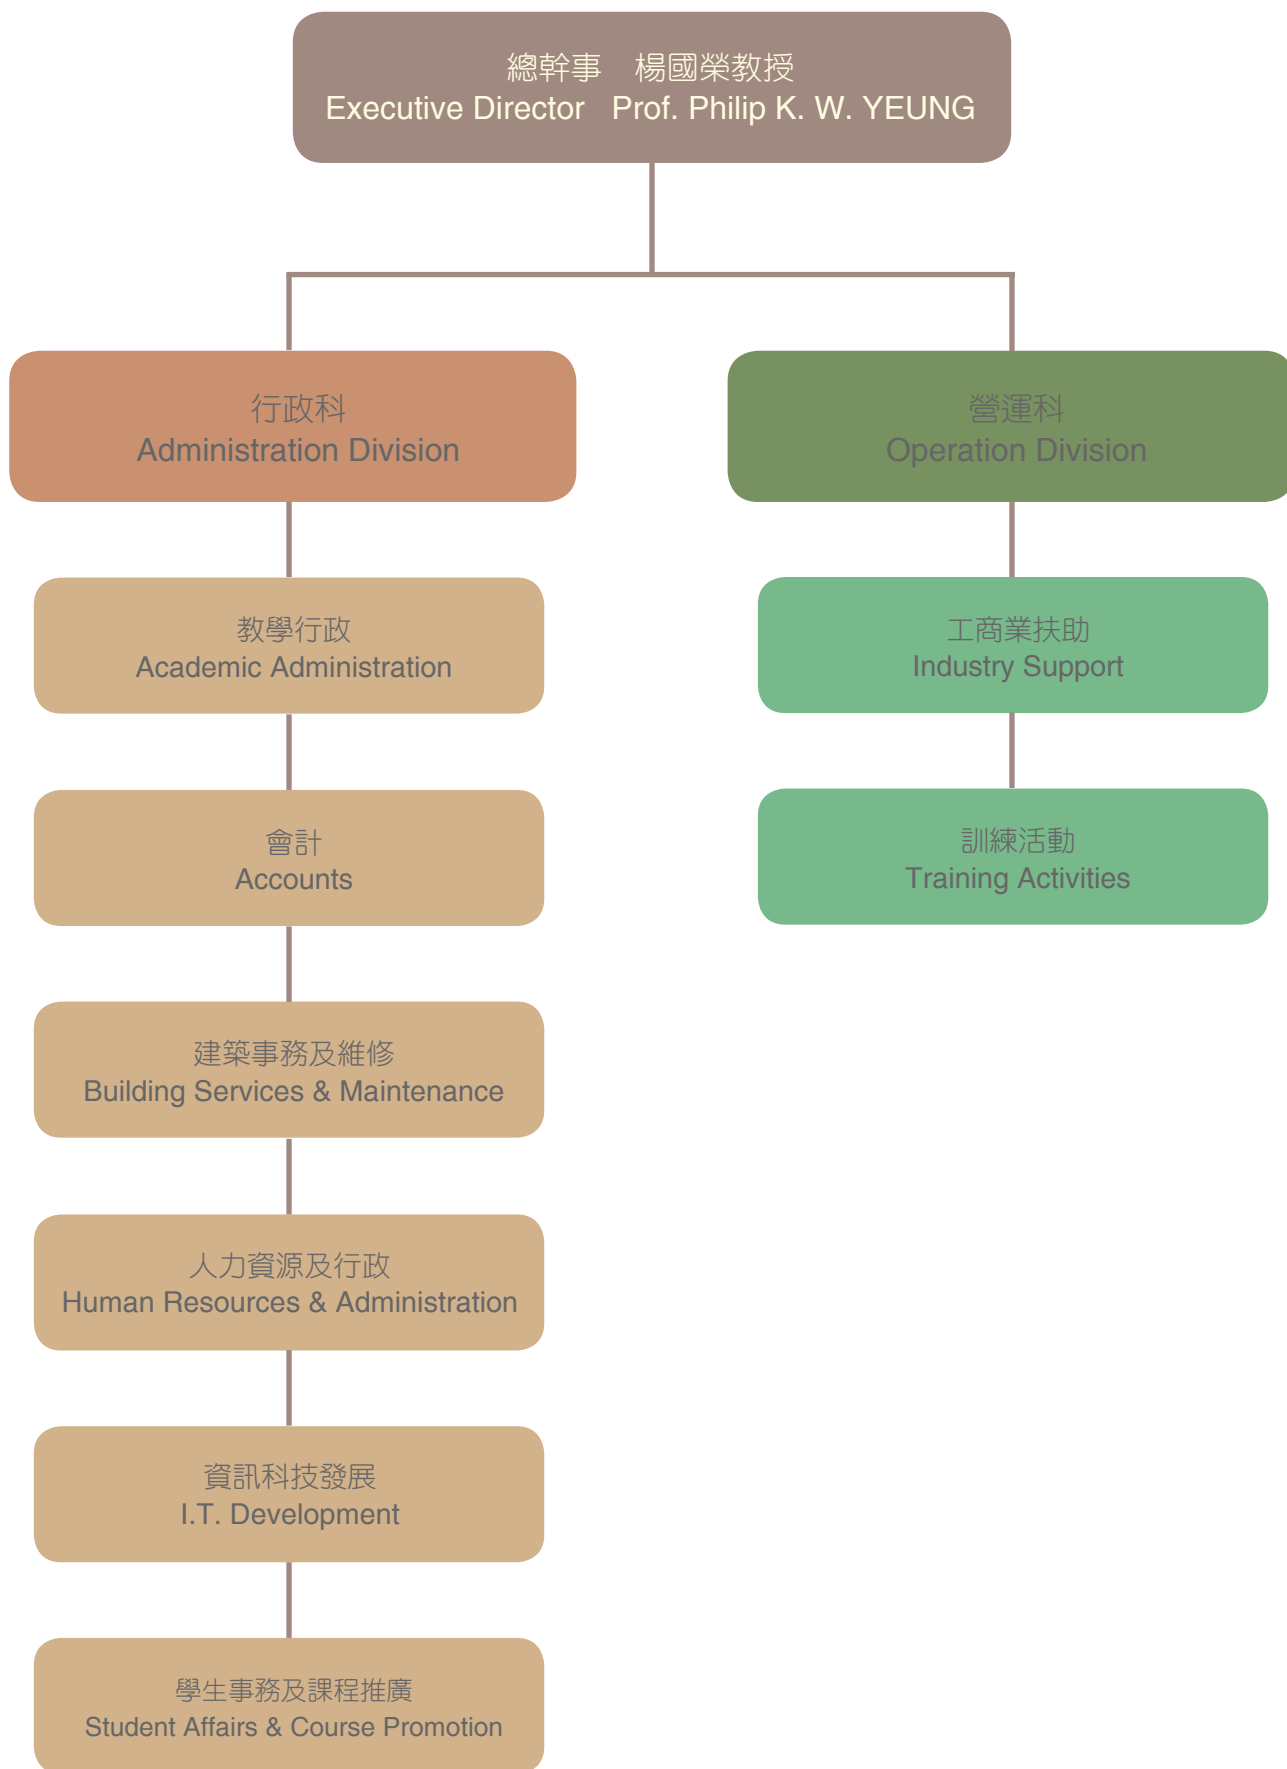 總幹事　楊國榮教授
Executive Director Prof. Philip K. W. YEUNG
行政科
Administration Division
教學行政
Academic Administration
會計
Accounts
建築事務及維修
Building Services & Maintenance
人力資源及行政
Human Resources & Administration
資訊科技發展
I.T. Development
學生事務及課程推廣
Student Affairs & Course Promotion
營運科
Operation Division
工商業扶助
Industry Support
訓練活動
Training Activities